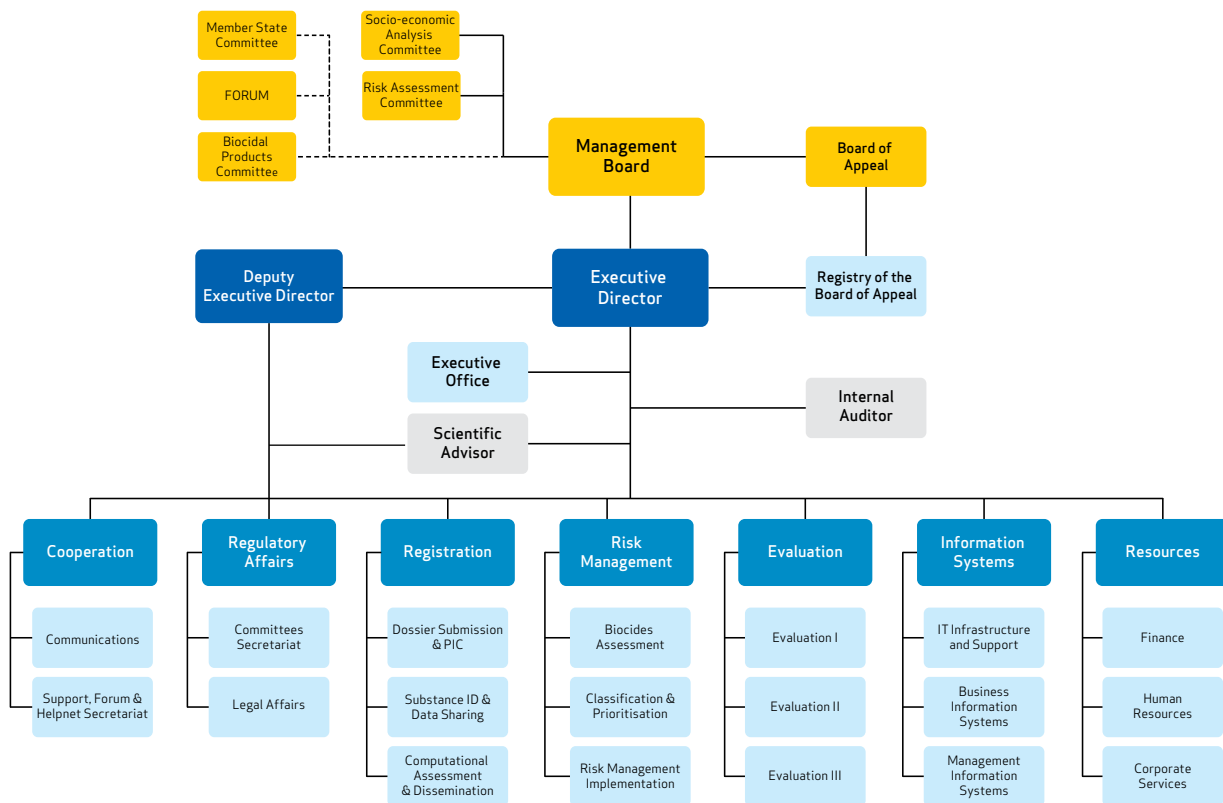 Member State
Committee
Socio-economic
Analysis
Committee
FORUM
Risk Assessment
Committee
Biocidal
Products
Committee
Management
Board
Board of
Appeal
Deputy
Executive Director
Executive
Director
Registry of the
Board of Appeal
Executive
Office
Internal
Auditor
Scientific
Advisor
Cooperation
Regulatory
Affairs
Registration
Risk
Management
Evaluation
Information
Systems
Resources
Communications
Committees
Secretariat
Dossier Submission
& PIC
Biocides
Assessment
Evaluation I
IT Infrastructure
and Support
Finance
Support, Forum &
Helpnet Secretariat
Legal Affairs
Substance ID &
Data Sharing
Classification &
Prioritisation
Evaluation II
Business
Information
Systems
Human
Resources
Computational
Assessment
& Dissemination
Risk Management
Implementation
Evaluation III
Management
Information
Systems
Corporate
Services